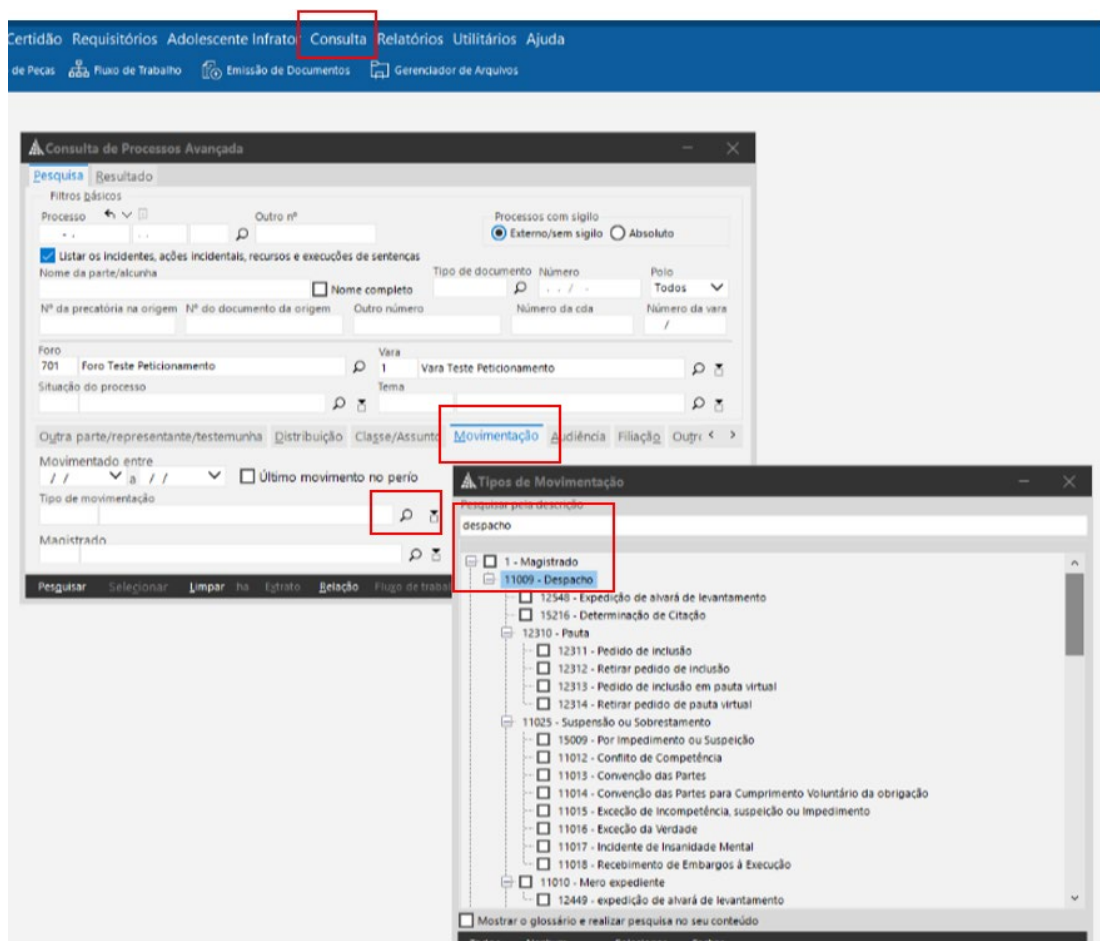 Certidão Requisitórios Adolescente Infrator Consulta Relatórios Utilitários Ajuda
de Peças Fluxo de Trabalho Emissão de Documentos Gerenciador de Arquivos
Consulta de Processos Avançada
Pesquisa Resultado
Filtros básicos
Processo Outro nº Processos com sigilo
Externo/sem sigilo Absoluto
Listar os incidentes, ações incidentais, recursos e execuções de sentenças
Nome da parte/alcunha Tipo de documento Número Polo
Nome completo . . / - Todos
Nº da precatória na origem Nº do documento da origem Outro número Número da cda Número da vara
/
Foro Vara
701 Foro Teste Peticionamento 1 Vara Teste Peticionamento
Situação do processo Tema
Outra parte/representante/testemunha Distribuição Classe/Assunto Movimentação Audiência Filiação Outr
Movimentado entre
/ / a / / Último movimento no perío
Tipo de movimentação
Magistrado
Pesquisar Selecionar Limpar ha Extrato Relação Fluxo de trabal
Tipos de Movimentação
Pesquisar pela descrição
despacho
1 - Magistrado
11009 - Despacho
12548 - Expedição de alvará de levantamento
15216 - Determinação de Citação
12310 - Pauta
12311 - Pedido de inclusão
12312 - Retirar pedido de inclusão
12313 - Pedido de inclusão em pauta virtual
12314 - Retirar pedido de pauta virtual
11025 - Suspensão ou Sobrestamento
15009 - Por Impedimento ou Suspeição
11012 - Conflito de Competência
11013 - Convenção das Partes
11014 - Convenção das Partes para Cumprimento Voluntário da obrigação
11015 - Exceção de Incompetência, suspeição ou Impedimento
11016 - Exceção da Verdade
11017 - Incidente de Insanidade Mental
11018 - Recebimento de Embargos á Execução
11010 - Mero expediente
12449 - expedição de alvará de levantamento
Mostrar o glossário e realizar pesquisa no seu conteúdo